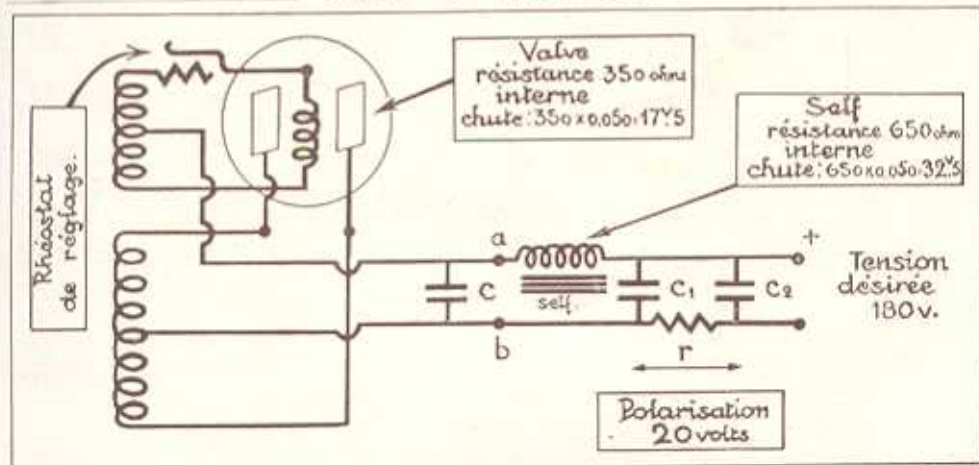 Rhéostat
de réglage.
Valve
résistance 350 ohms
interne
chute: 350 x 0,050 = 17ᵛ5
Self
résistance 650 ohm
interne
chute: 650 x 0,050 = 32ᵛ5
a
b
C
self.
C1
C2
r
+
Tension
désirée
180 v.
Polarisation
20 volts